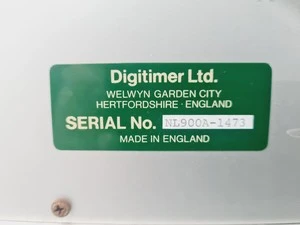 Digitimer Ltd.
WELWYN GARDEN CITY
HERTFORDSHIRE · ENGLAND
SERIAL No. NL900A-1473
MADE IN ENGLAND